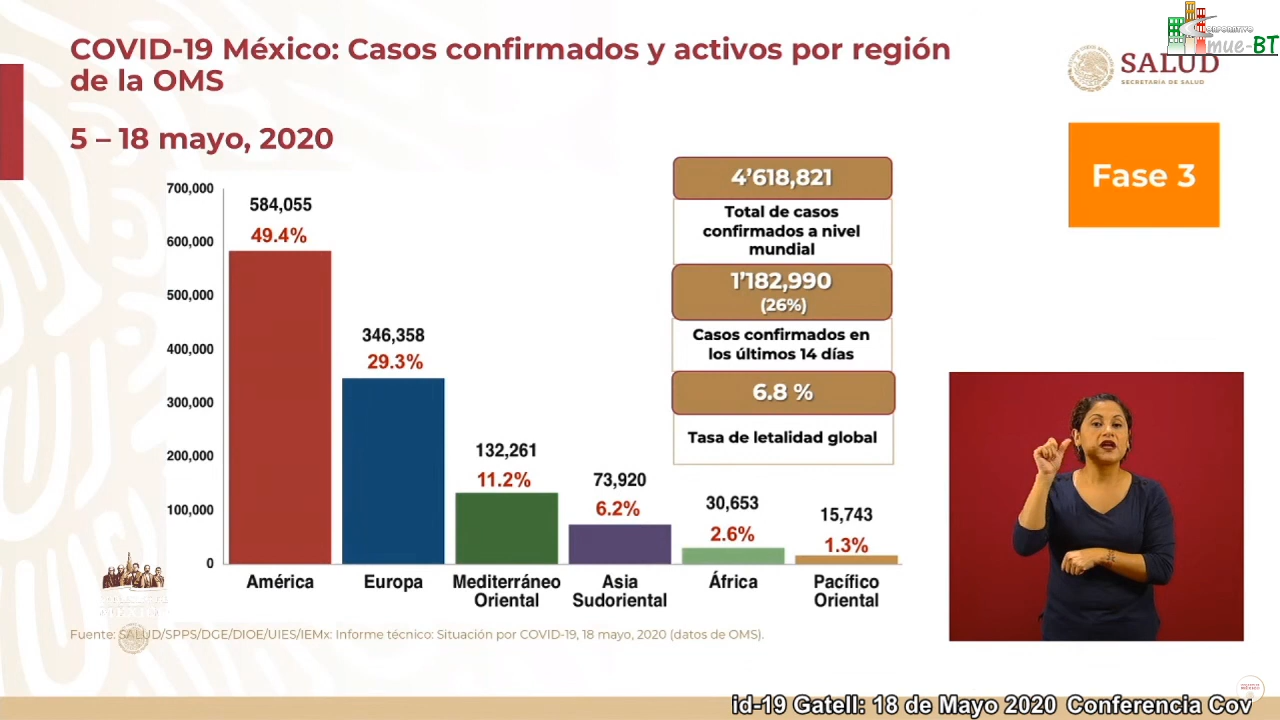 COVID-19 México: Casos confirmados y activos por región
de la OMS
5 – 18 mayo, 2020
CORPORATIVO
mue-BT
SALUD
SECRETARÍA DE SALUD
Fase 3
4’618,821
Total de casos
confirmados a nivel
mundial
1’182,990
(26%)
Casos confirmados en
los últimos 14 días
6.8 %
Tasa de letalidad global
700,000
600,000
500,000
400,000
300,000
200,000
100,000
0
584,055
49.4%
346,358
29.3%
132,261
11.2%
73,920
6.2%
30,653
2.6%
15,743
1.3%
América
Europa
Mediterráneo
Oriental
Asia
Sudoriental
África
Pacífico
Oriental
Fuente: SALUD/SPPS/DGE/DIOE/UIES/IEMx: Informe técnico: Situación por COVID-19, 18 mayo, 2020 (datos de OMS).
id-19 Gatell: 18 de Mayo 2020 Conferencia Cov